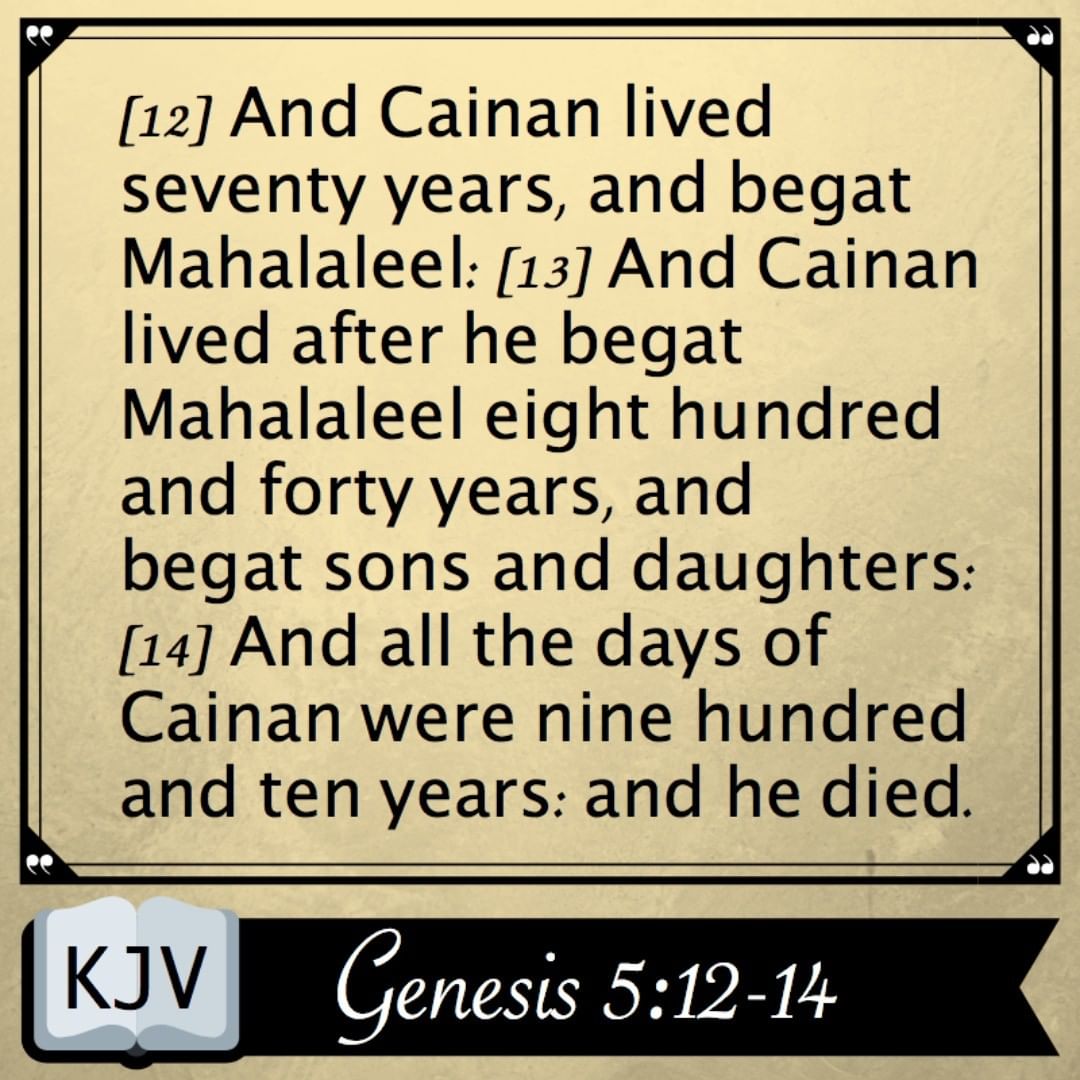 [12] And Cainan lived
seventy years, and begat
Mahalaleel: [13] And Cainan
lived after he begat
Mahalaleel eight hundred
and forty years, and
begat sons and daughters:
[14] And all the days of
Cainan were nine hundred
and ten years: and he died.
KJV
Genesis 5:12-14